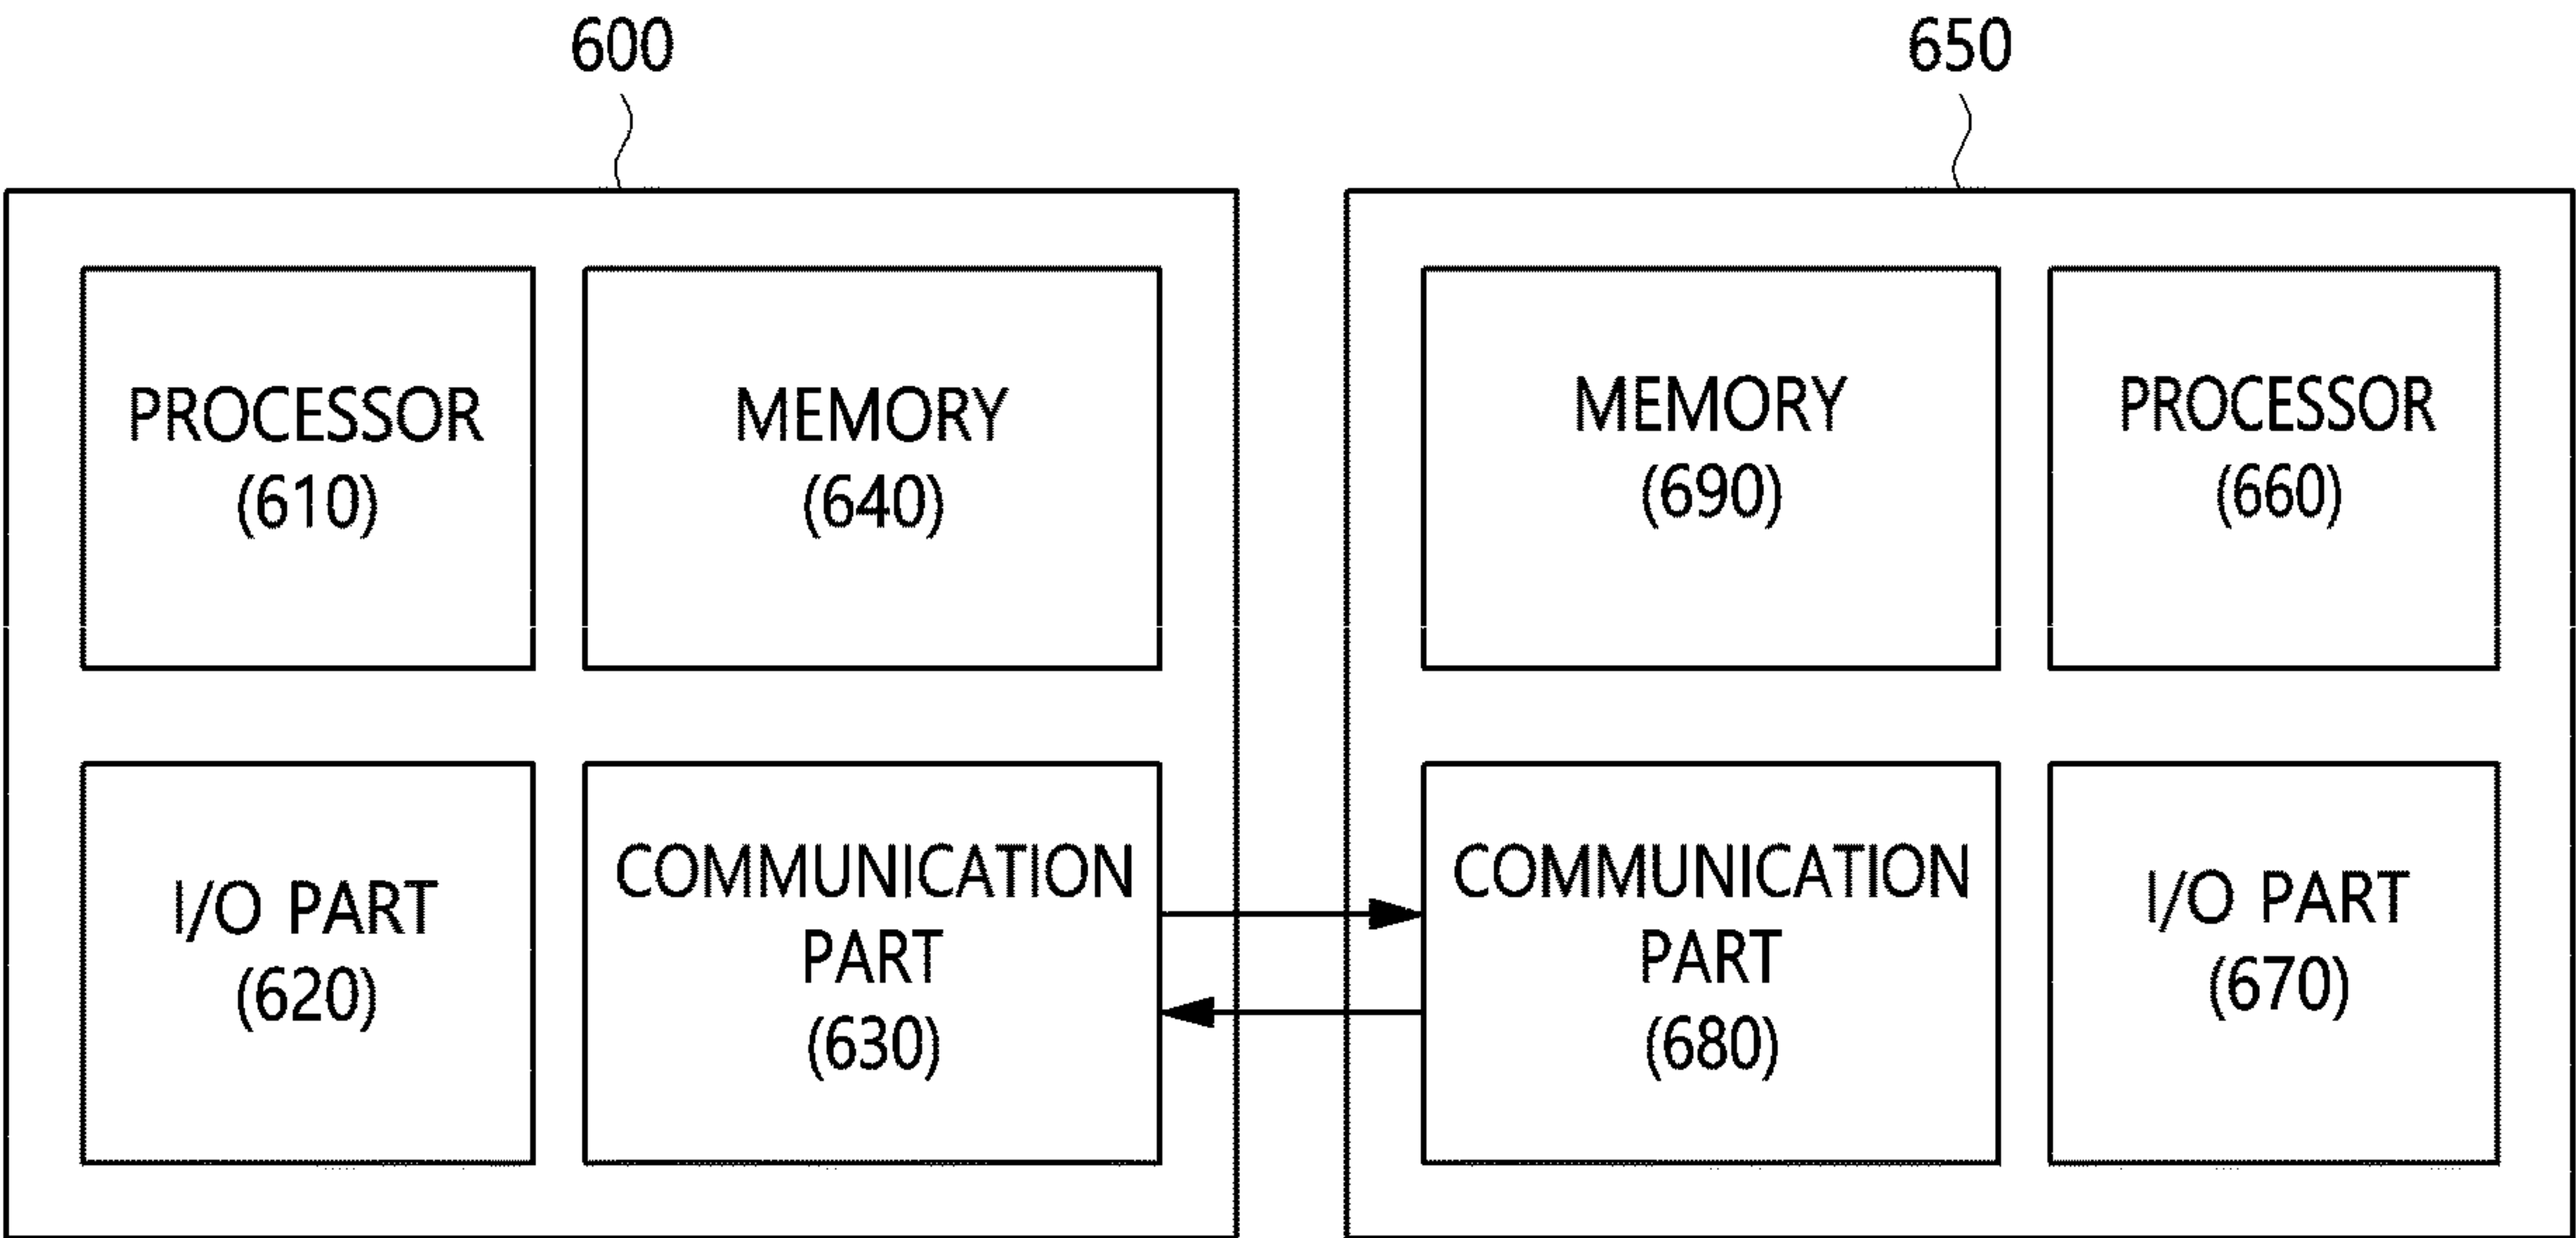 600
650
PROCESSOR
(610)
MEMORY
(640)
MEMORY
(690)
PROCESSOR
(660)
I/O PART
(620)
COMMUNICATION
PART
(630)
COMMUNICATION
PART
(680)
I/O PART
(670)